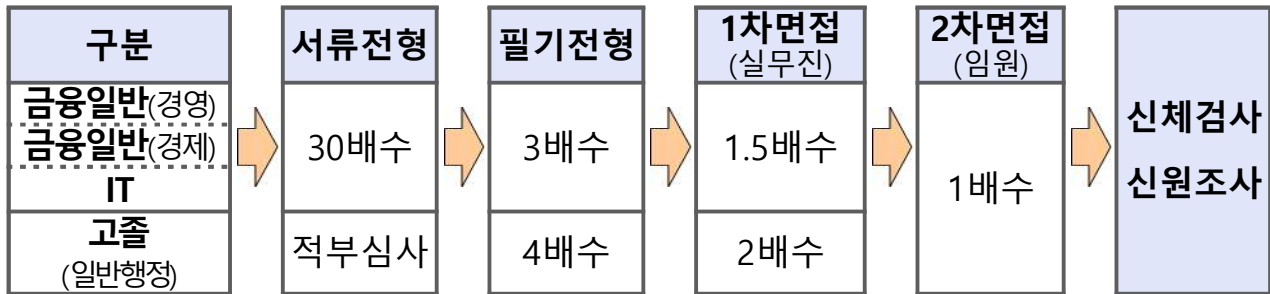 구분
금융일반(경영)
금융일반(경제)
IT
고졸
(일반행정)
서류전형
30배수
적부심사
필기전형
3배수
4배수
1차면접
(실무진)
1.5배수
2배수
2차면접
(임원)
1배수
신체검사
신원조사